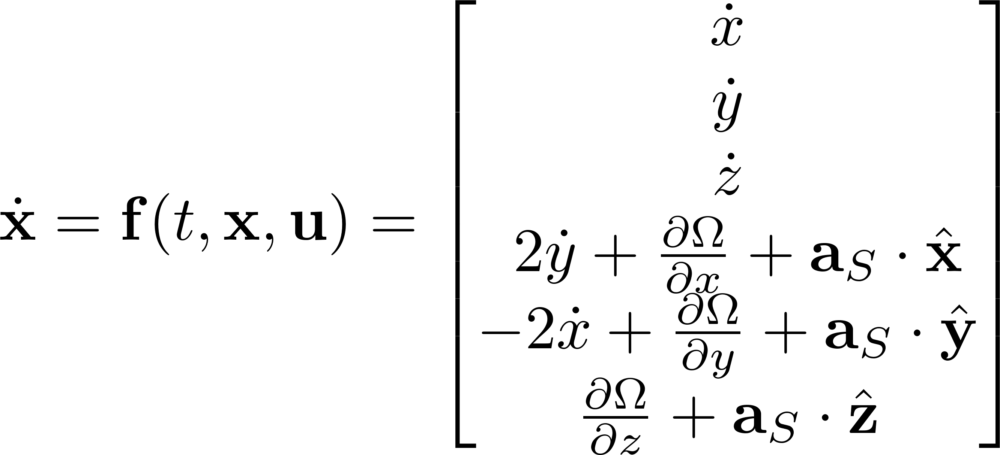 ẋ
ẏ
ż
ẋ = f(t, x, u) =
2ẏ + ∂Ω/∂x + a_S · x̂
−2ẋ + ∂Ω/∂y + a_S · ŷ
∂Ω/∂z + a_S · ẑ